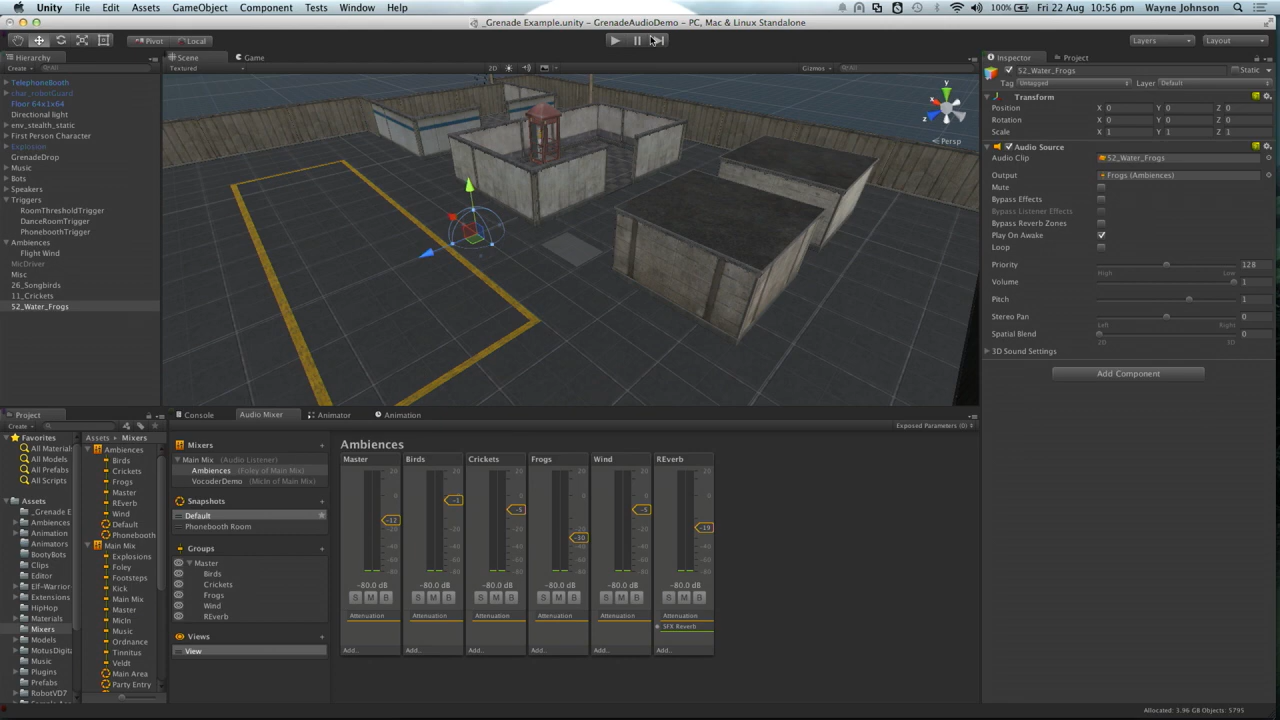 Unity File Edit Assets GameObject Component Tests Window Help 100% Fri 22 Aug 10:56 pm Wayne Johnson
_Grenade Example.unity - GrenadeAudioDemo - PC, Mac & Linux Standalone
Pivot Local Layers Layout
Hierarchy
Create All
TelephoneBooth
char_robotGuard
Floor 64x1x64
Directional light
env_stealth_static
First Person Character
Explosion
GrenadeDrop
Music
Bots
Speakers
Triggers
RoomThresholdTrigger
DanceRoomTrigger
PhoneboothTrigger
Ambiences
Flight Wind
MicDriver
Misc
26_Songbirds
11_Crickets
52_Water_Frogs
Scene Game
Textured 2D Gizmos All
y
x
z
Persp
Inspector Project
52_Water_Frogs Static
Tag Untagged Layer Default
Transform
Position X 0 Y 0 Z 0
Rotation X 0 Y 0 Z 0
Scale X 1 Y 1 Z 1
Audio Source
Audio Clip 52_Water_Frogs
Output Frogs (Ambiences)
Mute
Bypass Effects
Bypass Listener Effects
Bypass Reverb Zones
Play On Awake
Loop
Priority 128
High Low
Volume 1
Pitch 1
Stereo Pan 0
Left Right
Spatial Blend 0
2D 3D
3D Sound Settings
Add Component
Project
Create
Favorites
All Material
All Models
All Prefabs
All Scripts
Assets
_Grenade E
Ambiences
Animation
Animators
BootyBots
Clips
Editor
Elf-Warrior
Extensions
HipHop
Materials
Mixers
Models
MotusDigita
Music
Plugins
Prefabs
RobotVD7
Assets Mixers
Ambiences
Birds
Crickets
Frogs
Master
REverb
Wind
Default
Phonebooth
Main Mix
Explosions
Foley
Footsteps
Kick
Main Mix
Master
MicIn
Music
Ordnance
Tinnitus
Veldt
Main Area
Party Entry
Console Audio Mixer Animator Animation
Exposed Parameters (0)
Mixers +
Main Mix (Audio Listener)
Ambiences (Foley of Main Mix)
VocoderDemo (MicIn of Main Mix)
Snapshots +
Default
Phonebooth Room
Groups +
Master
Birds
Crickets
Frogs
Wind
REverb
Views +
View
Ambiences
Master Birds Crickets Frogs Wind REverb
-12 -1 -5 -30 -5 -19
-80.0 dB -80.0 dB -80.0 dB -80.0 dB -80.0 dB -80.0 dB
S M B S M B S M B S M B S M B S M B
Attenuation Attenuation Attenuation Attenuation Attenuation Attenuation
SFX Reverb
Add.. Add.. Add.. Add.. Add.. Add..
Allocated: 3.96 GB Objects: 5795